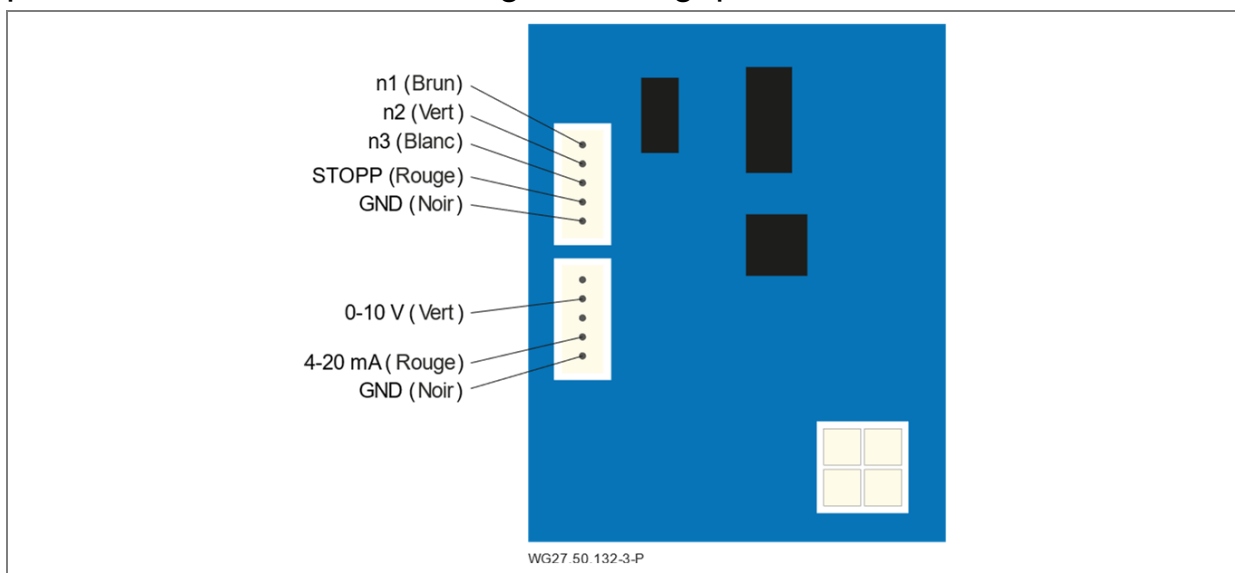 n1 (Brun)
n2 (Vert)
n3 (Blanc)
STOPP (Rouge)
GND (Noir)
0-10 V (Vert)
4-20 mA (Rouge)
GND (Noir)
WG27.50.132-3-P